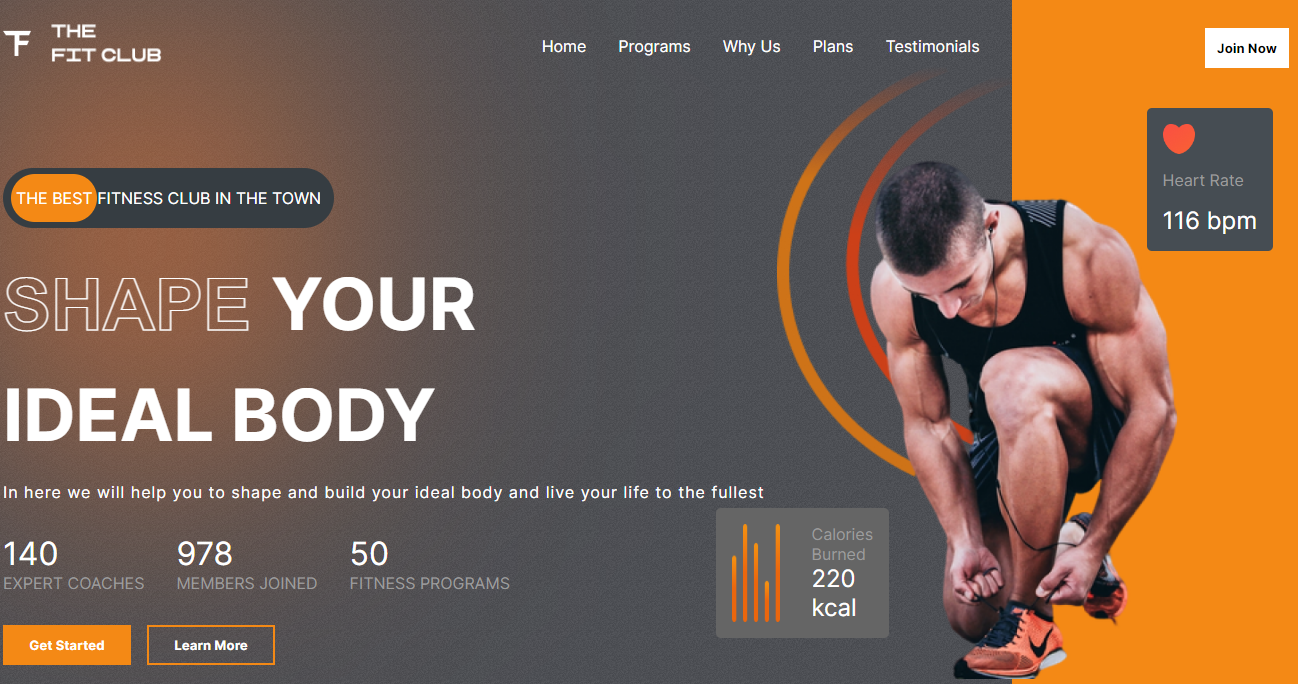 THE
FIT CLUB
Home Programs Why Us Plans Testimonials
Join Now
Heart Rate
116 bpm
THE BEST FITNESS CLUB IN THE TOWN
SHAPE YOUR
IDEAL BODY
In here we will help you to shape and build your ideal body and live your life to the fullest
140 978 50
EXPERT COACHES MEMBERS JOINED FITNESS PROGRAMS
Calories
Burned
220
kcal
Get Started Learn More